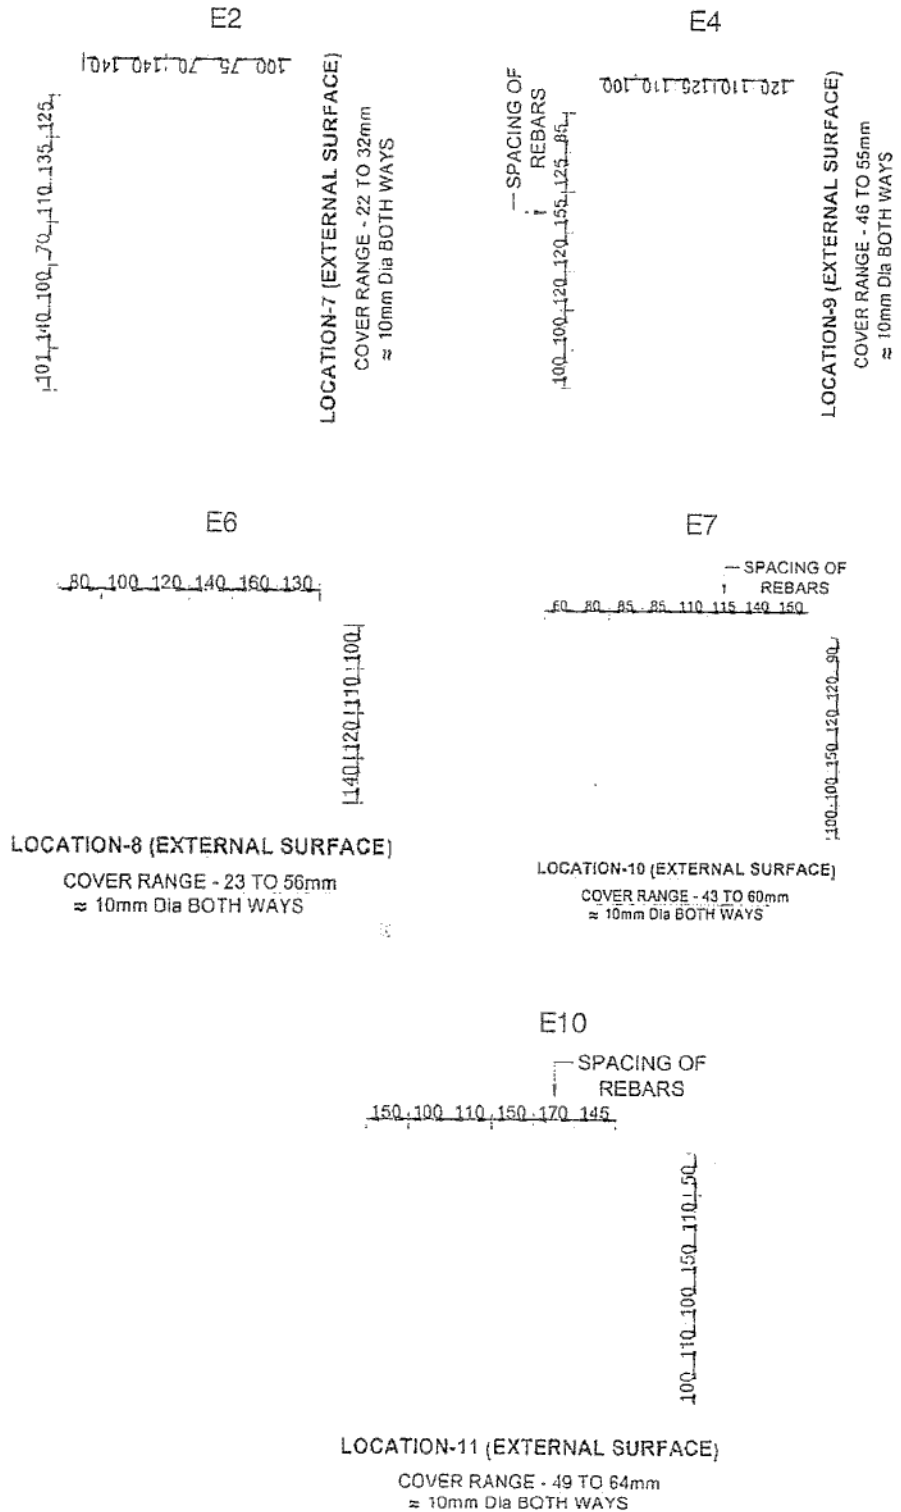 E2
100 75 70 140 140 140
101 140 100 70 110 135 125
LOCATION-7 (EXTERNAL SURFACE)
COVER RANGE - 22 TO 32mm
≈ 10mm Dia BOTH WAYS
E4
120 110 110 125 110 100
SPACING OF
REBARS
100 100 120 120 155 125 85
LOCATION-9 (EXTERNAL SURFACE)
COVER RANGE - 46 TO 55mm
≈ 10mm Dia BOTH WAYS
E6
80 100 120 140 160 130
140 120 110 100
LOCATION-8 (EXTERNAL SURFACE)
COVER RANGE - 23 TO 56mm
≈ 10mm Dia BOTH WAYS
E7
SPACING OF
REBARS
60 80 85 85 110 115 140 150
100 100 150 120 120 90
LOCATION-10 (EXTERNAL SURFACE)
COVER RANGE - 43 TO 60mm
≈ 10mm Dia BOTH WAYS
E10
SPACING OF
REBARS
150 100 110 150 170 145
100 110 100 150 110 50
LOCATION-11 (EXTERNAL SURFACE)
COVER RANGE - 49 TO 64mm
≈ 10mm Dia BOTH WAYS